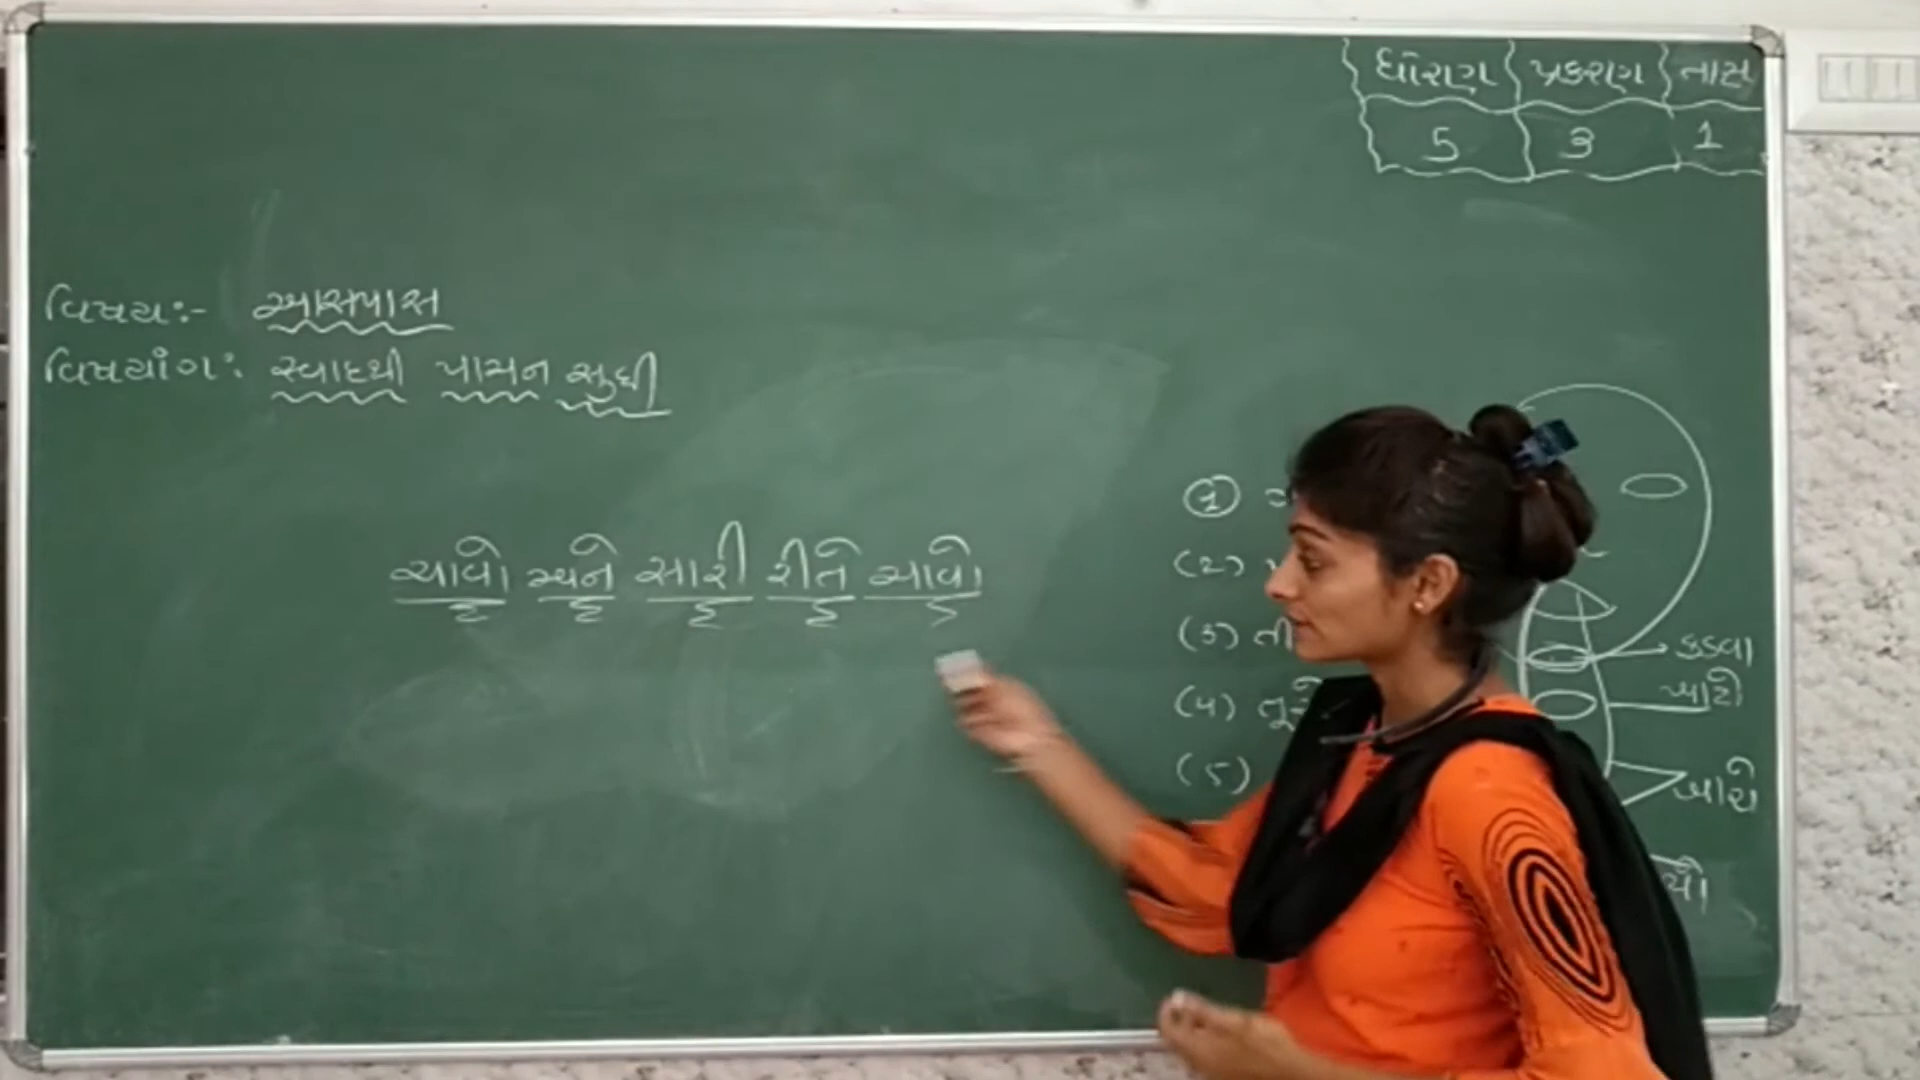 ધોરણ પ્રકરણ તાસ
5 3 1
વિષય:- આસપાસ
વિષયાંગ: સ્વાદથી પાચન સુધી
ચાવો અને સારી રીતે ચાવો
(1)
(2)
(3) તી
(4) તૂ
(5)
કડવા
ખાટી
ખારી